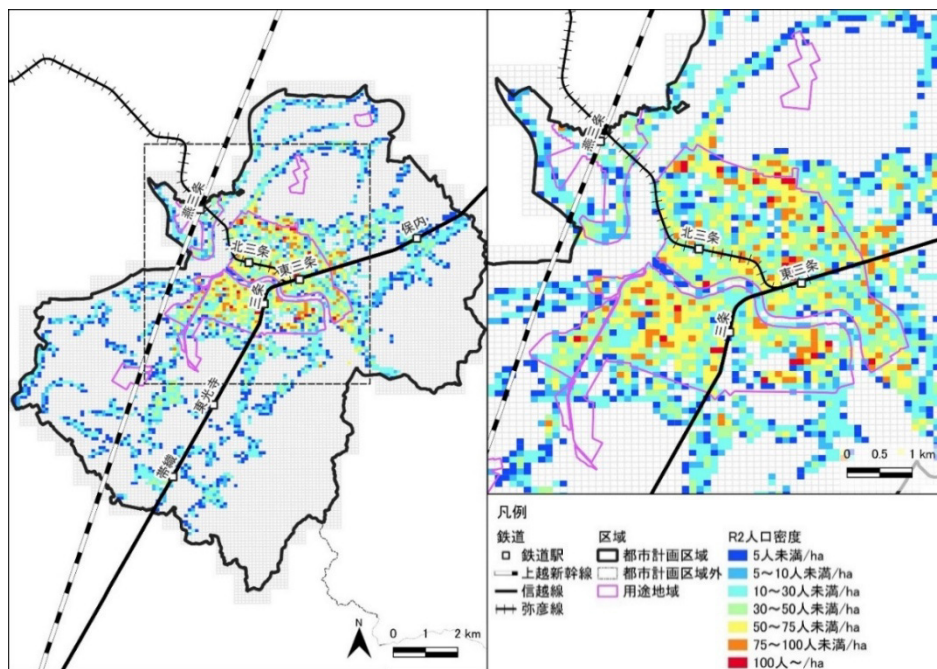 燕三条
北三条
東三条
三条
保内
東光寺
帯織
N
0 1 2 km
燕三条
北三条
東三条
三条
0 0.5 1 km
凡例
鉄道
鉄道駅
上越新幹線
信越線
弥彦線
区域
都市計画区域
都市計画区域外
用途地域
R2人口密度
5人未満/ha
5～10人未満/ha
10～30人未満/ha
30～50人未満/ha
50～75人未満/ha
75～100人未満/ha
100人～/ha